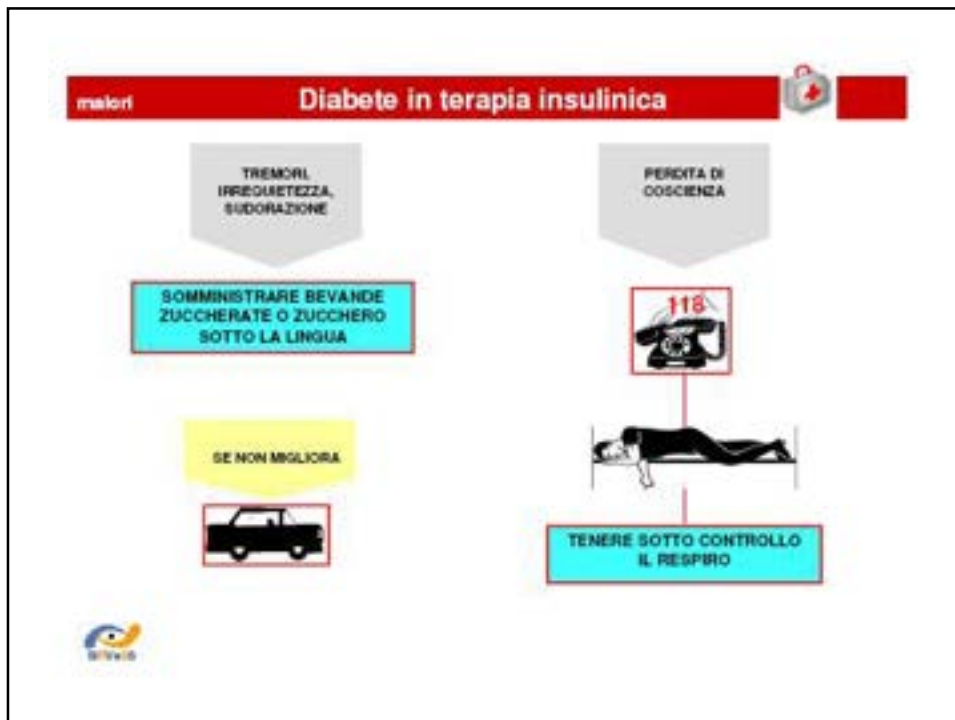 malori
Diabete in terapia insulinica
TREMORI,
IRREQUIETEZZA,
SUDORAZIONE
SOMMINISTRARE BEVANDE
ZUCCHERATE O ZUCCHERO
SOTTO LA LINGUA
SE NON MIGLIORA
PERDITA DI
COSCIENZA
118
TENERE SOTTO CONTROLLO
IL RESPIRO